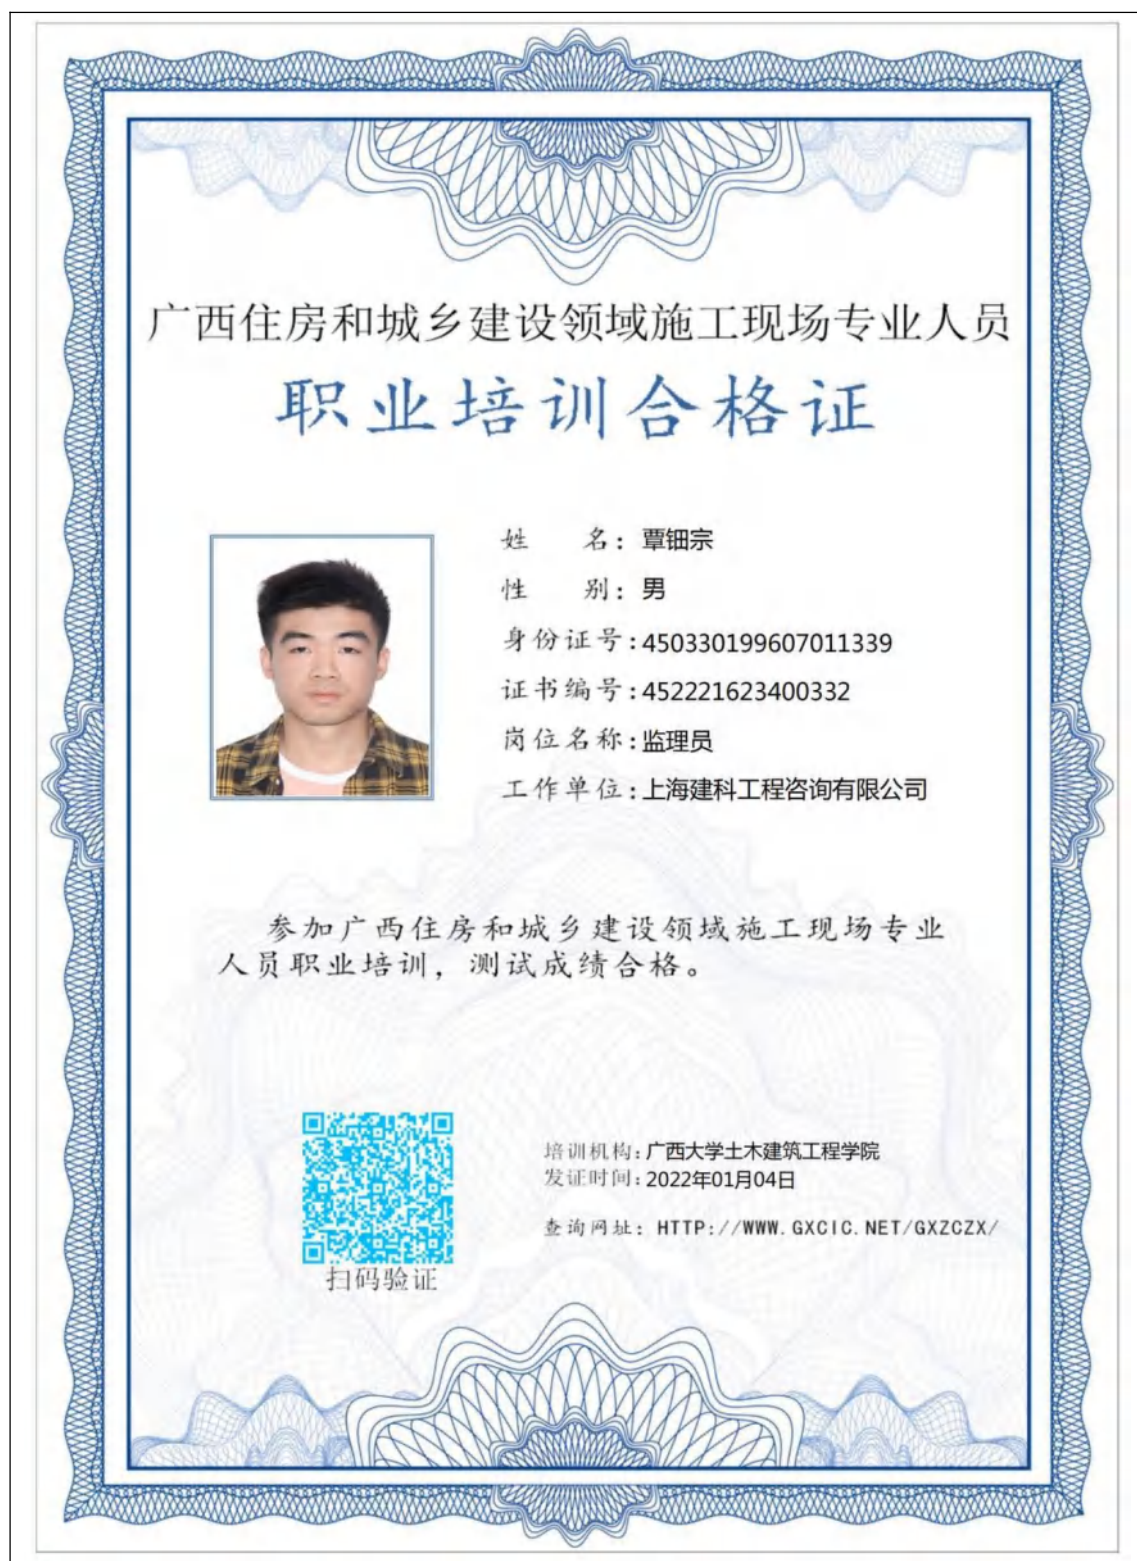 广西住房和城乡建设领域施工现场专业人员
职业培训合格证
姓 名：覃钿宗
性 别：男
身份证号：450330199607011339
证书编号：452221623400332
岗位名称：监理员
工作单位：上海建科工程咨询有限公司
参加广西住房和城乡建设领域施工现场专业
人员职业培训，测试成绩合格。
培训机构：广西大学土木建筑工程学院
发证时间：2022年01月04日
查询网址：HTTP://WWW.GXCIC.NET/GXZCZX/
扫码验证